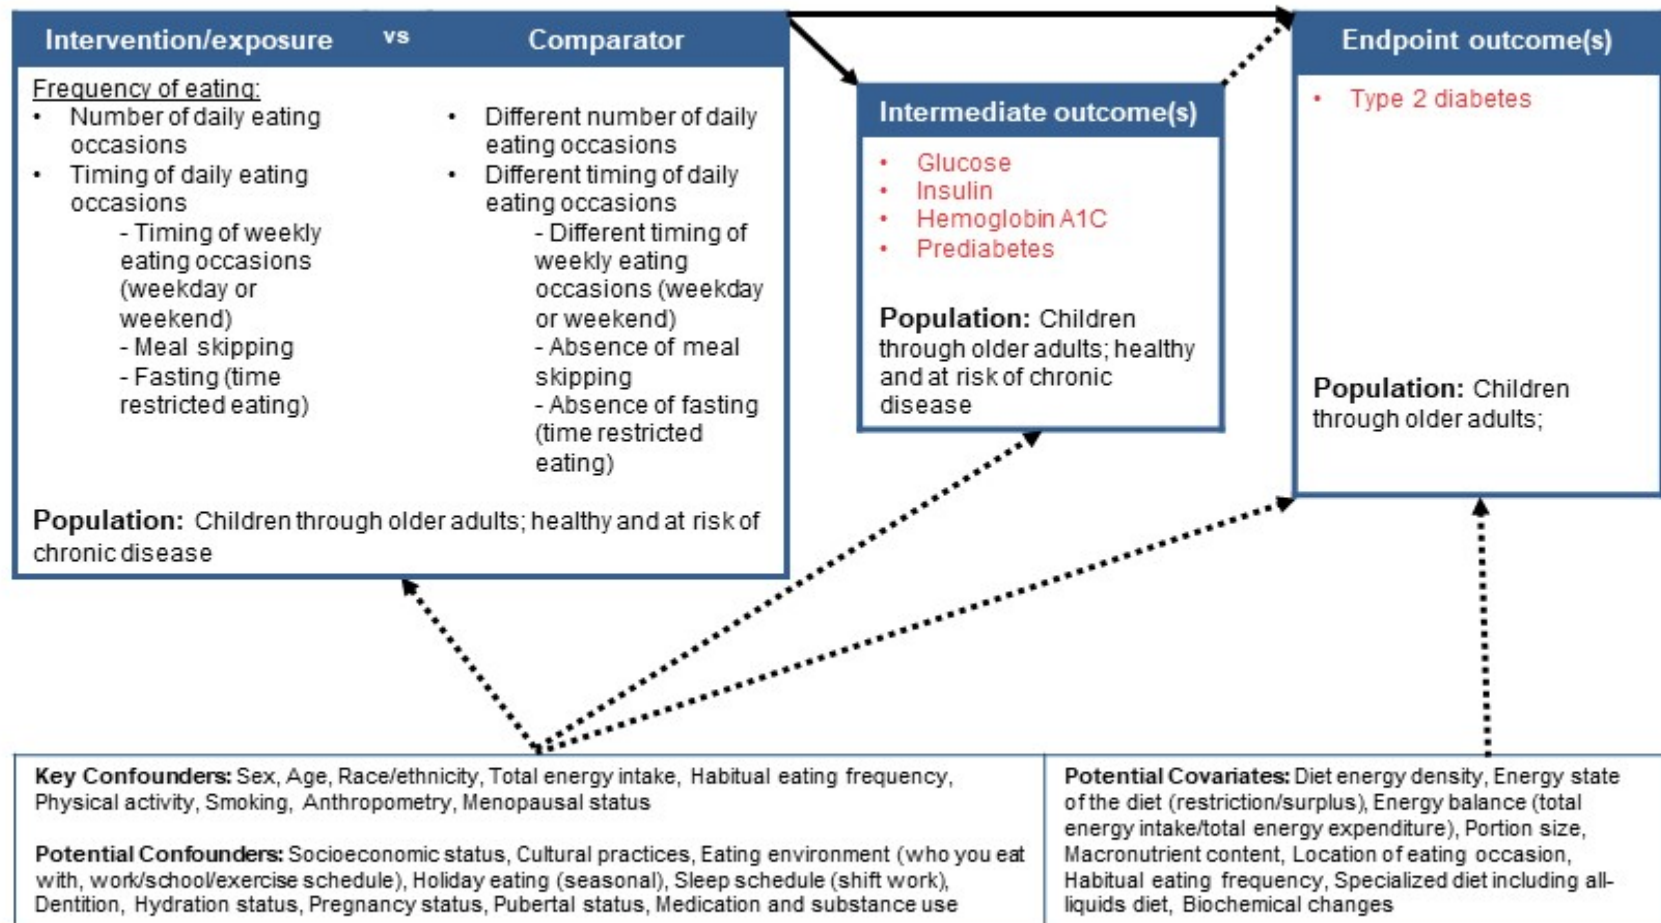 Intervention/exposure vs Comparator
Frequency of eating:
• Number of daily eating
occasions
• Timing of daily eating
occasions
- Timing of weekly
eating occasions
(weekday or
weekend)
- Meal skipping
- Fasting (time
restricted eating)
• Different number of daily
eating occasions
• Different timing of daily
eating occasions
- Different timing of
weekly eating
occasions (weekday
or weekend)
- Absence of meal
skipping
- Absence of fasting
(time restricted
eating)
Population: Children through older adults; healthy and at risk of
chronic disease
Intermediate outcome(s)
• Glucose
• Insulin
• Hemoglobin A1C
• Prediabetes
Population: Children
through older adults; healthy
and at risk of chronic
disease
Endpoint outcome(s)
• Type 2 diabetes
Population: Children
through older adults;
Key Confounders: Sex, Age, Race/ethnicity, Total energy intake, Habitual eating frequency,
Physical activity, Smoking, Anthropometry, Menopausal status
Potential Confounders: Socioeconomic status, Cultural practices, Eating environment (who you eat
with, work/school/exercise schedule), Holiday eating (seasonal), Sleep schedule (shift work),
Dentition, Hydration status, Pregnancy status, Pubertal status, Medication and substance use
Potential Covariates: Diet energy density, Energy state
of the diet (restriction/surplus), Energy balance (total
energy intake/total energy expenditure), Portion size,
Macronutrient content, Location of eating occasion,
Habitual eating frequency, Specialized diet including all-
liquids diet, Biochemical changes